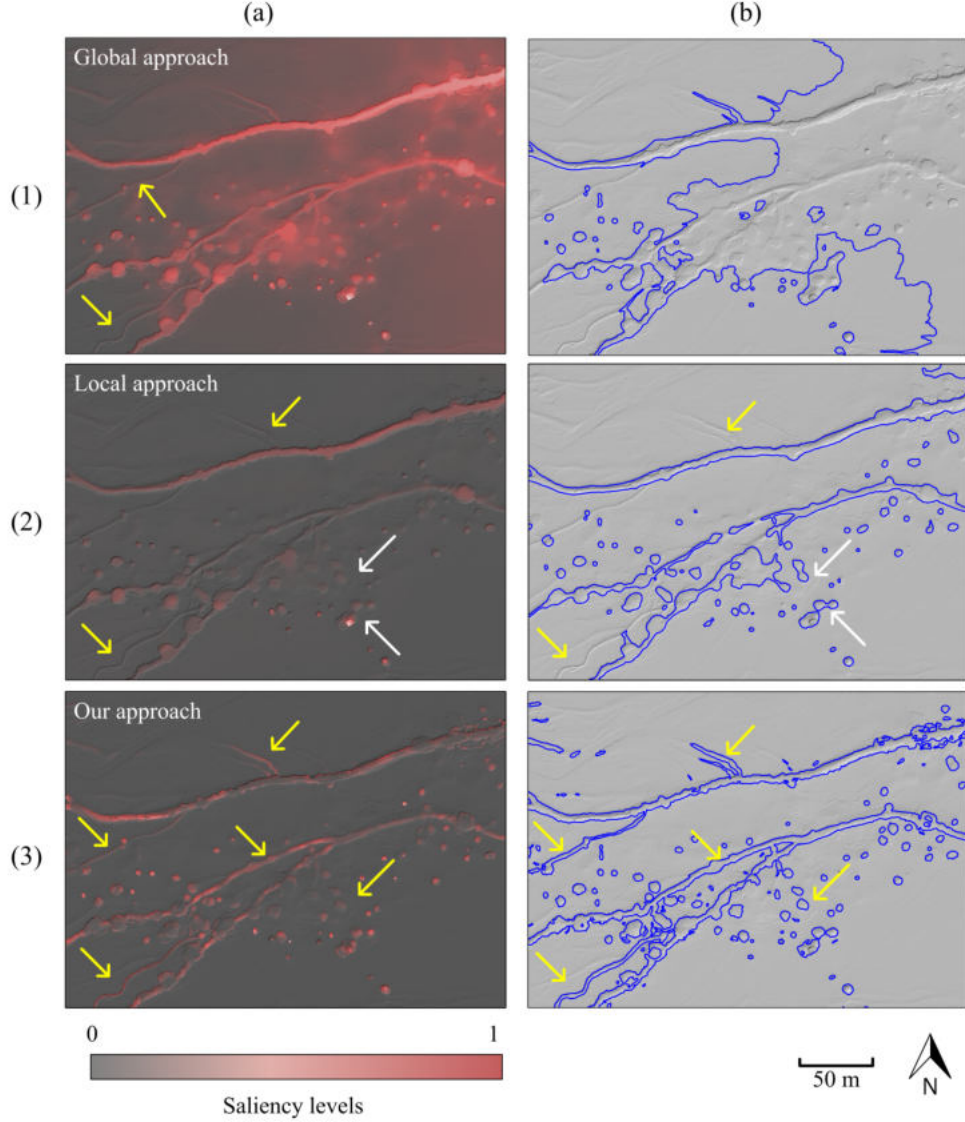 (a) (b)
Global approach
(1)
Local approach
(2)
Our approach
(3)
0 1
Saliency levels
50 m
N